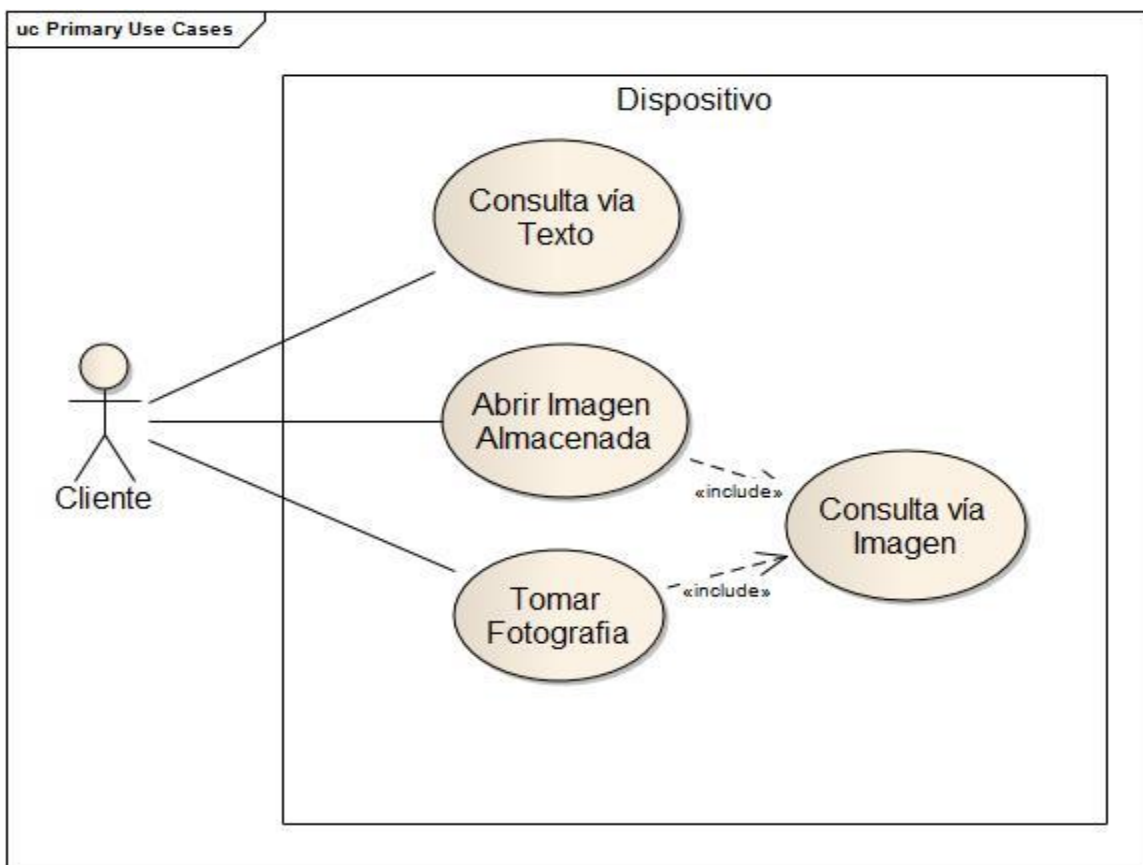 uc Primary Use Cases
Dispositivo
Consulta vía
Texto
Abrir Imagen
Almacenada
«include»
Consulta vía
Imagen
«include»
Tomar
Fotografia
Cliente